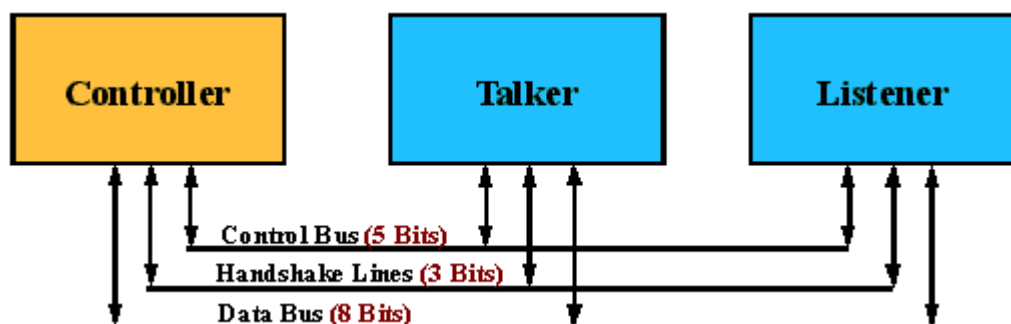 Controller
Talker
Listener
Control Bus (5 Bits)
Handshake Lines (3 Bits)
Data Bus (8 Bits)